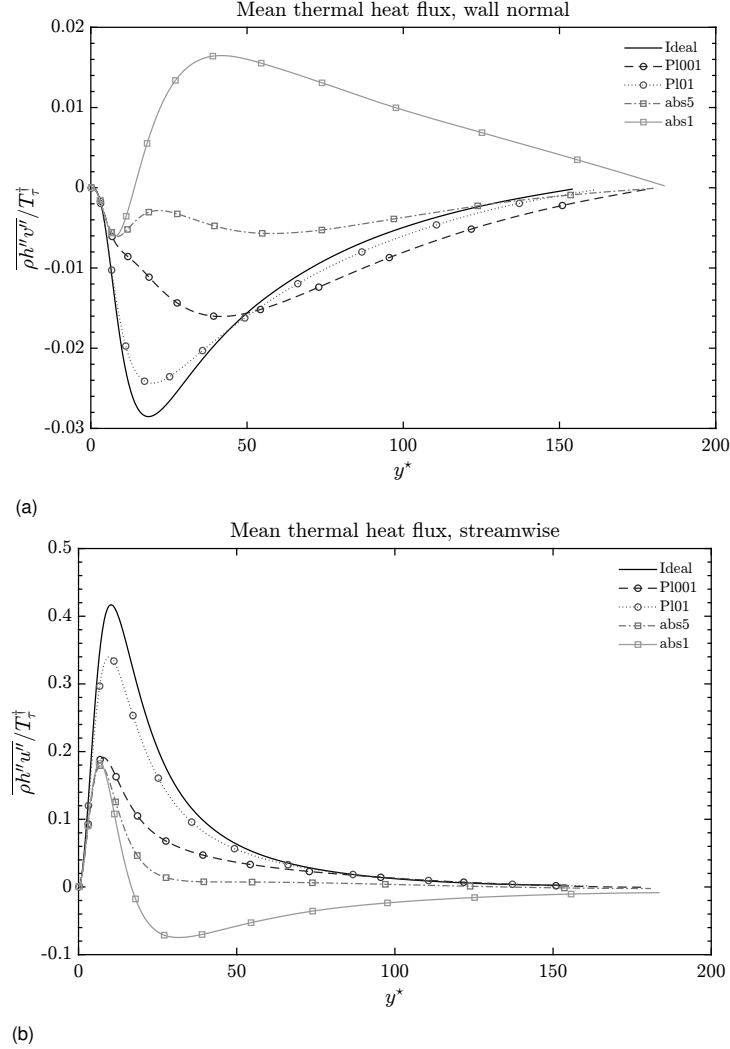 Mean thermal heat flux, wall normal
0.02
0.01
0
-0.01
-0.02
-0.03
0
50
100
150
200
y⋆
ρh″v″/T†τ
Ideal
Pl001
Pl01
abs5
abs1
(a)
Mean thermal heat flux, streamwise
0.5
0.4
0.3
0.2
0.1
0
-0.1
0
50
100
150
200
y⋆
ρh″u″/T†τ
Ideal
Pl001
Pl01
abs5
abs1
(b)